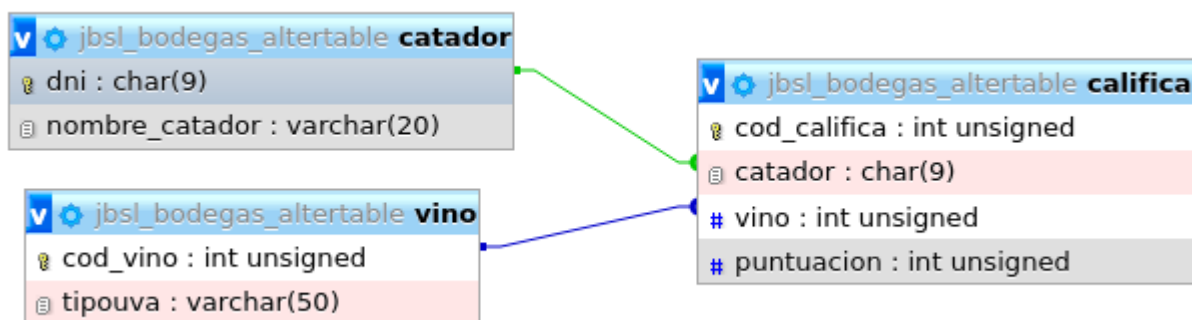 v jbsl_bodegas_altertable catador
dni : char(9)
nombre_catador : varchar(20)
v jbsl_bodegas_altertable vino
cod_vino : int unsigned
tipouva : varchar(50)
v jbsl_bodegas_altertable califica
cod_califica : int unsigned
catador : char(9)
# vino : int unsigned
# puntuacion : int unsigned